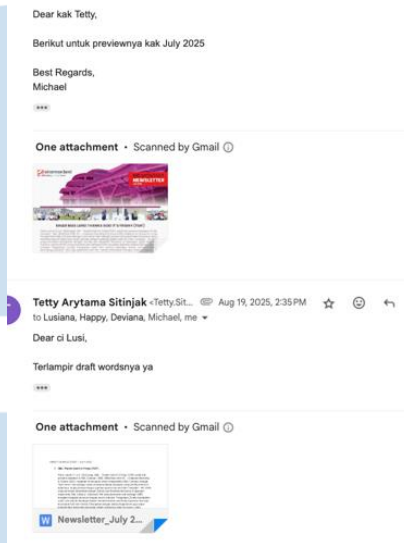 Dear kak Tetty,
Berikut untuk previewnya kak July 2025
Best Regards,
Michael
One attachment • Scanned by Gmail
NEWSLETTER
Tetty Arytama Sitinjak <Tetty.Sit... Aug 19, 2025, 2:35 PM
to Lusiana, Happy, Deviana, Michael, me
Dear ci Lusi,
Terlampir draft wordsnya ya
One attachment • Scanned by Gmail
W Newsletter_July 2...